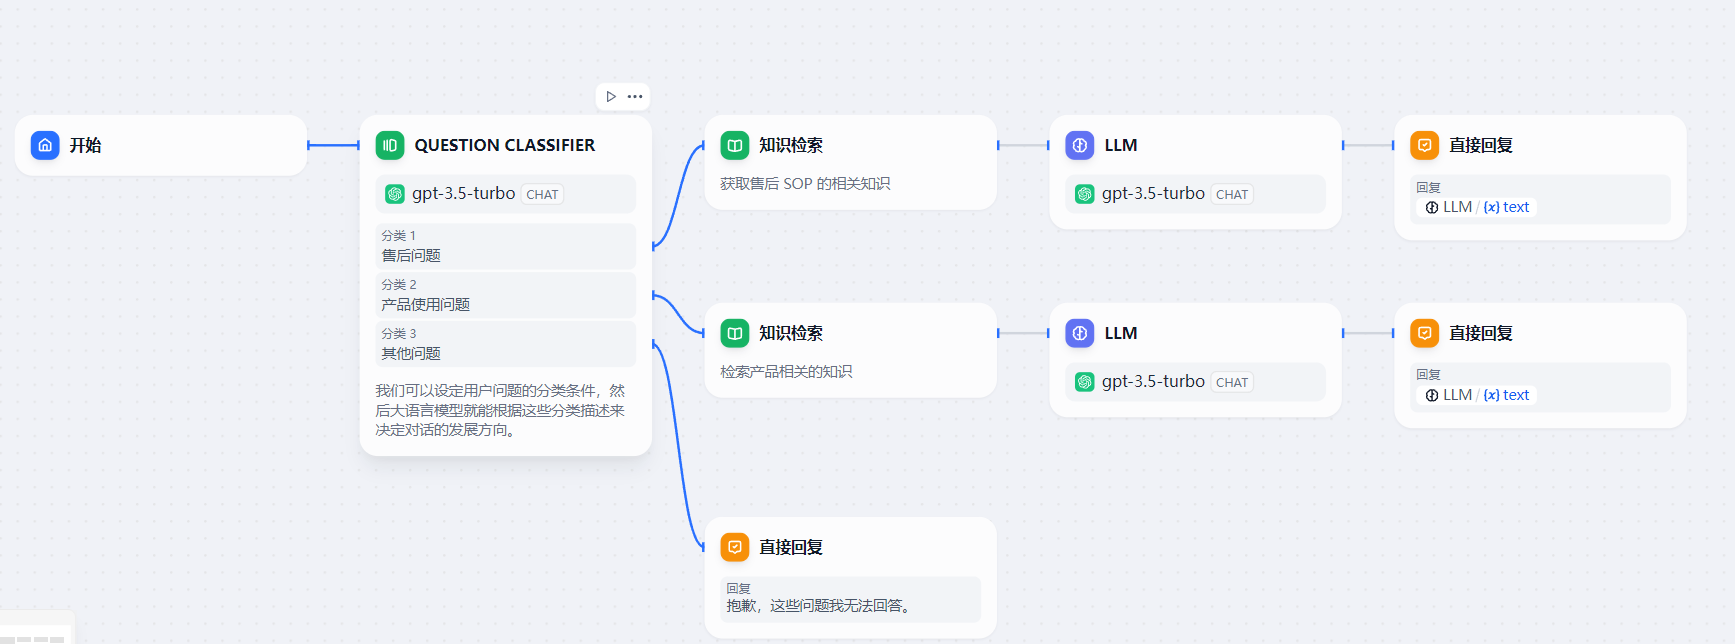 开始
QUESTION CLASSIFIER
gpt-3.5-turbo CHAT
分类 1
售后问题
分类 2
产品使用问题
分类 3
其他问题
我们可以设定用户问题的分类条件，然
后大语言模型就能根据这些分类描述来
决定对话的发展方向。
知识检索
获取售后 SOP 的相关知识
LLM
gpt-3.5-turbo CHAT
直接回复
回复
LLM / {x} text
知识检索
检索产品相关的知识
LLM
gpt-3.5-turbo CHAT
直接回复
回复
LLM / {x} text
直接回复
回复
抱歉，这些问题我无法回答。